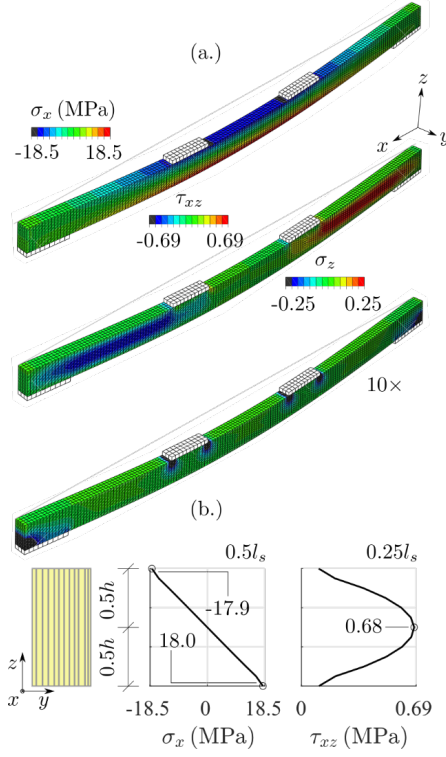 (a.)
σx (MPa)
-18.5 18.5
z
x y
τxz
-0.69 0.69
σz
-0.25 0.25
10×
(b.)
0.5ls 0.25ls
0.5h
-17.9
0.68
18.0
0.5h
z
x y
-18.5 0 18.5 0 0.69
σx (MPa) τxz (MPa)